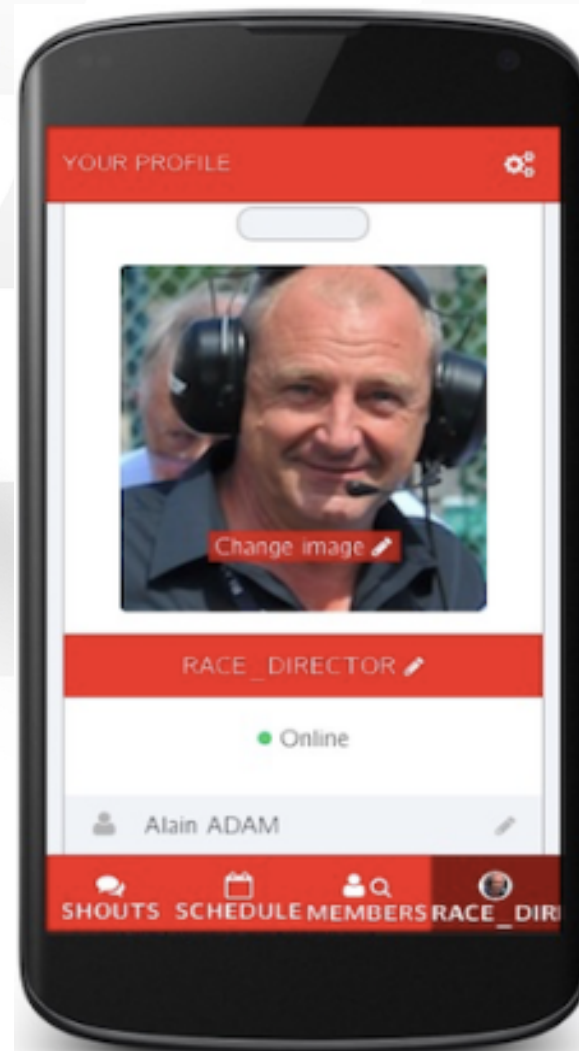 YOUR PROFILE
Change image
RACE_DIRECTOR
Online
Alain ADAM
SHOUTS SCHEDULE MEMBERS RACE_DIR